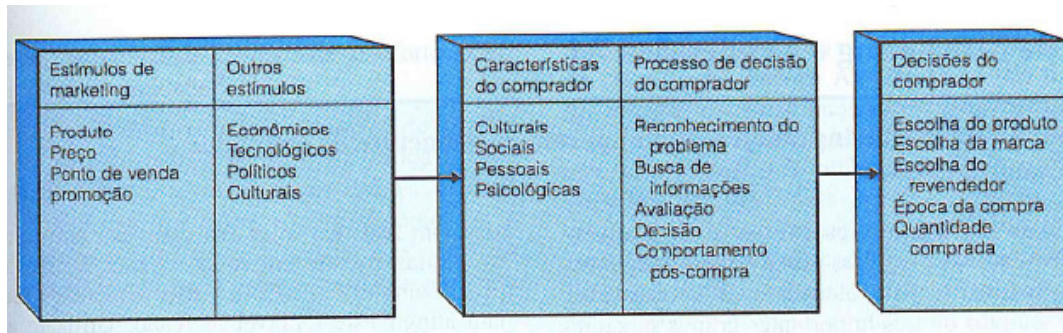 Estímulos de
marketing
Outros
estímulos
Produto
Preço
Ponto de venda
promoção
Econômicos
Tecnológicos
Políticos
Culturais
Características
do comprador
Processo de decisão
do comprador
Culturais
Sociais
Pessoais
Psicológicas
Reconhecimento do
problema
Busca de
informações
Avaliação
Decisão
Comportamento
pós-compra
Decisões do
comprador
Escolha do produto
Escolha da marca
Escolha do
revendedor
Época da compra
Quantidade
comprada